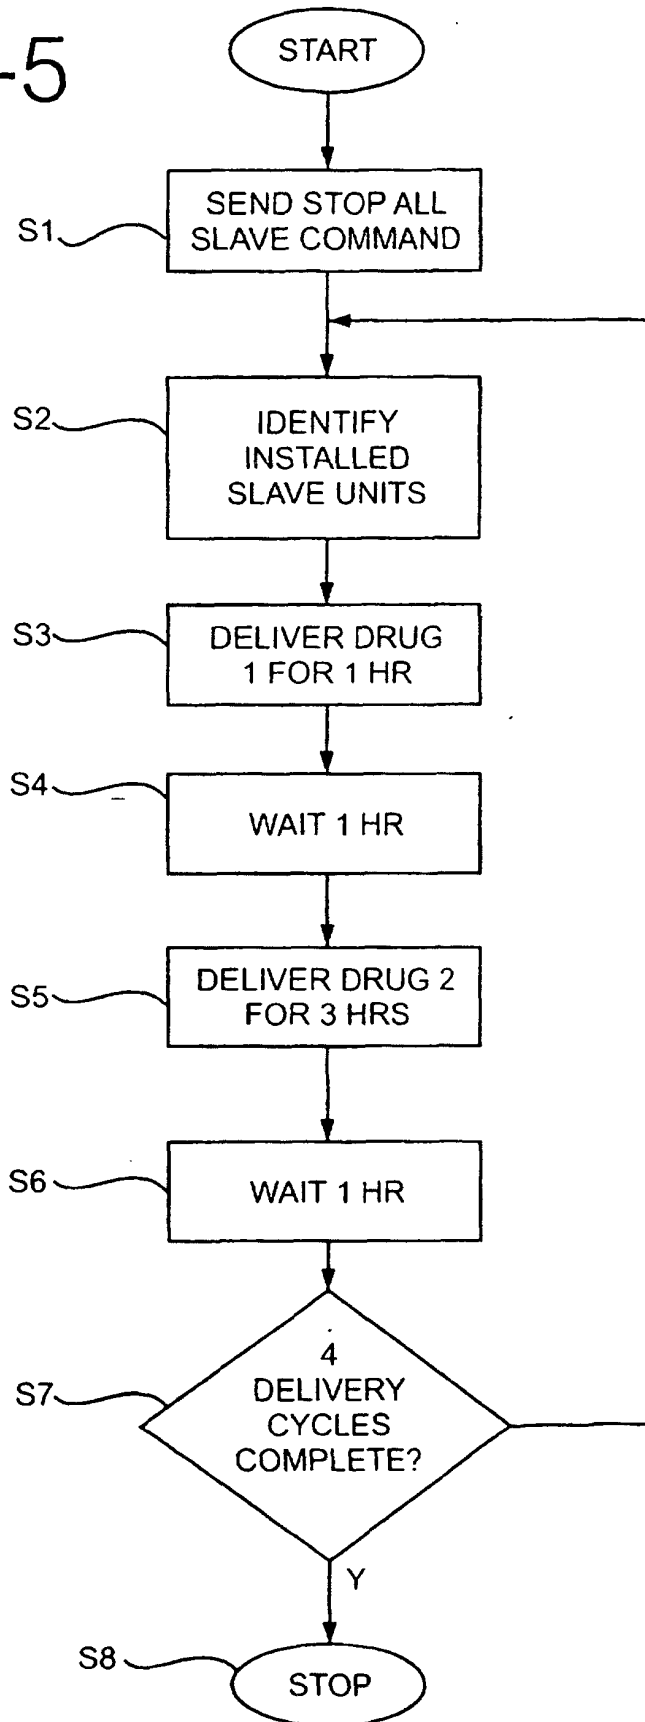 -5
START
S1
SEND STOP ALL
SLAVE COMMAND
S2
IDENTIFY
INSTALLED
SLAVE UNITS
S3
DELIVER DRUG
1 FOR 1 HR
S4
WAIT 1 HR
S5
DELIVER DRUG 2
FOR 3 HRS
S6
WAIT 1 HR
S7
4
DELIVERY
CYCLES
COMPLETE?
Y
S8
STOP